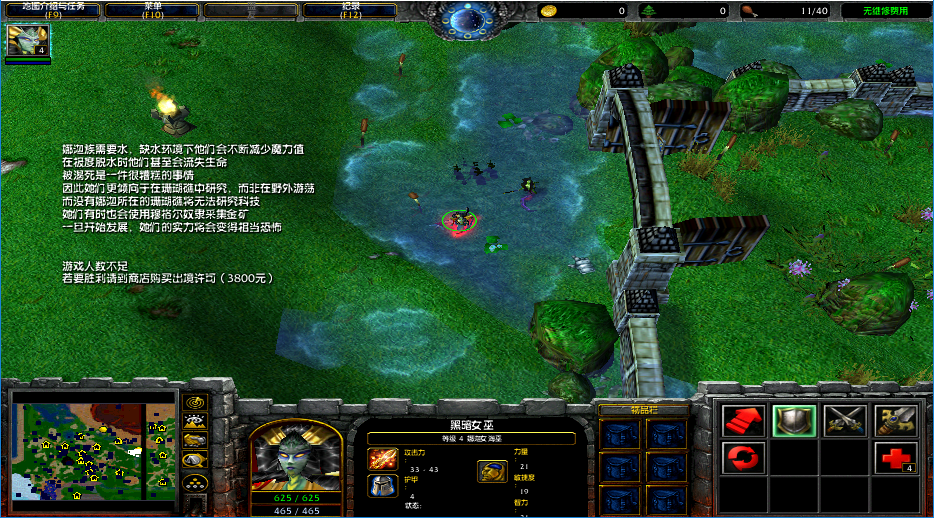 地图介绍与任务 (F9)
菜单 (F10)
纪录 (F12)
0
0
11/40
无维修费用
4
娜迦族需要水，缺水环境下他们会不断减少魔力值
在极度脱水时他们甚至会流失生命
被渴死是一件很糟糕的事情
因此她们更倾向于在珊瑚礁中研究，而非在野外游荡
而没有娜迦所在的珊瑚礁将无法研究科技
她们有时也会使用穆格尔奴隶采集金矿
一旦开始发展，她们的实力将会变得相当恐怖
游戏人数不足
若要胜利请到商店购买出境许可（3800元）
黑暗女巫
等级 4 娜迦女海巫
攻击力
33 - 43
护甲
4
状态:
力量
21
敏捷度
19
智力
625 / 625
465 / 465
物品栏
4